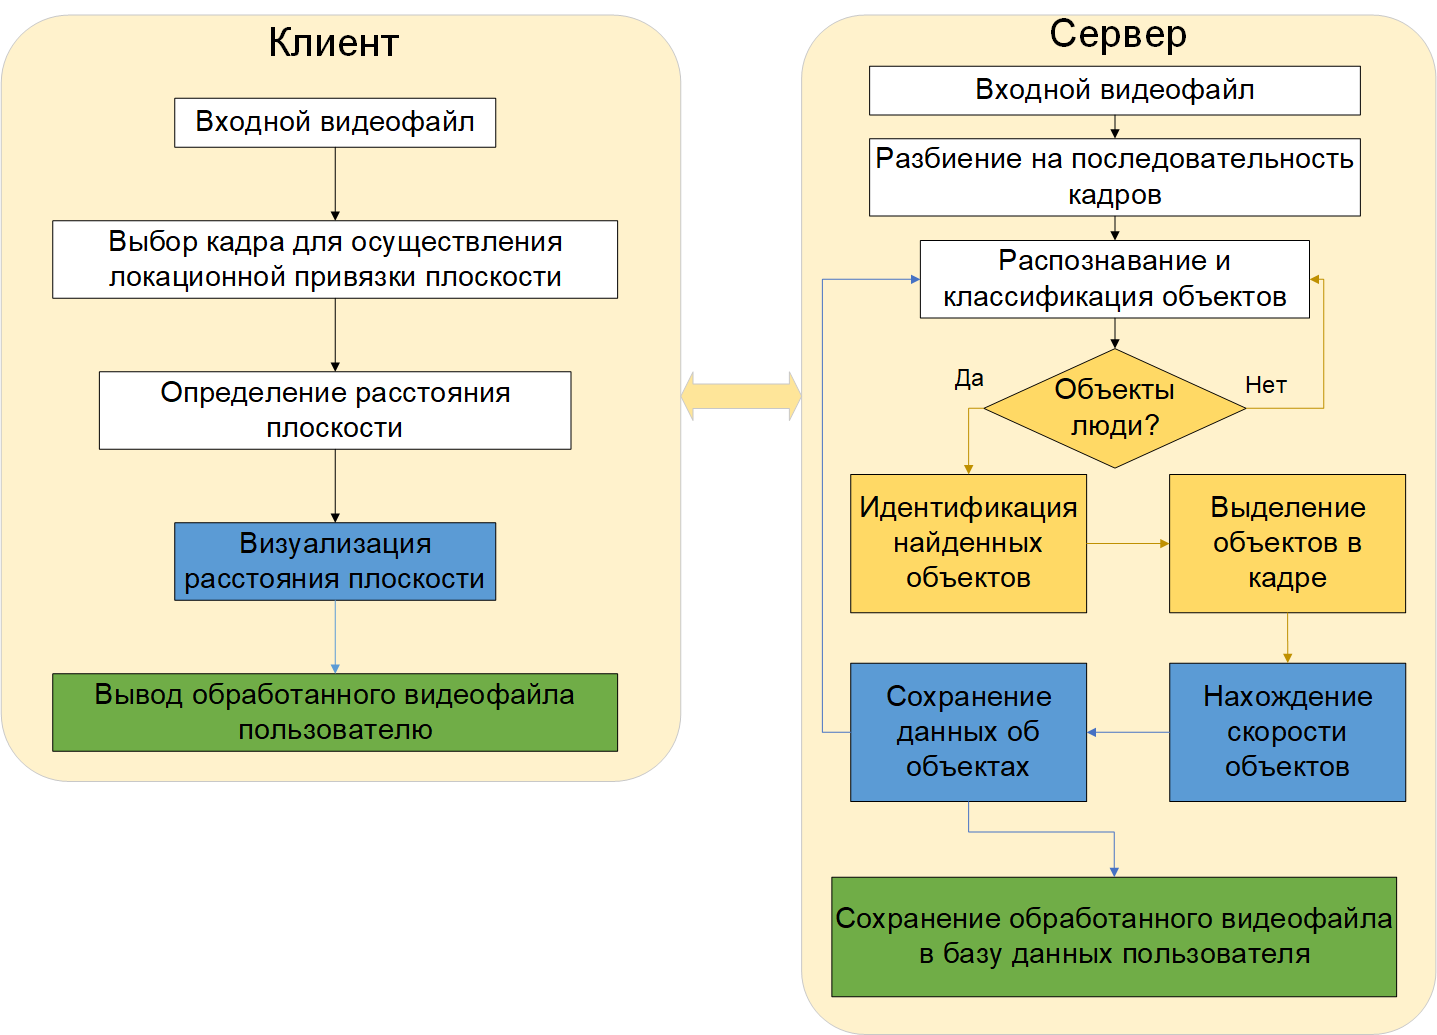 Клиент
Входной видеофайл
Выбор кадра для осуществления
локационной привязки плоскости
Определение расстояния
плоскости
Визуализация
расстояния плоскости
Вывод обработанного видеофайла
пользователю
Сервер
Входной видеофайл
Разбиение на последовательность
кадров
Распознавание и
классификация объектов
Да
Объекты
люди?
Нет
Идентификация
найденных
объектов
Выделение
объектов в
кадре
Сохранение
данных об
объектах
Нахождение
скорости
объектов
Сохранение обработанного видеофайла
в базу данных пользователя